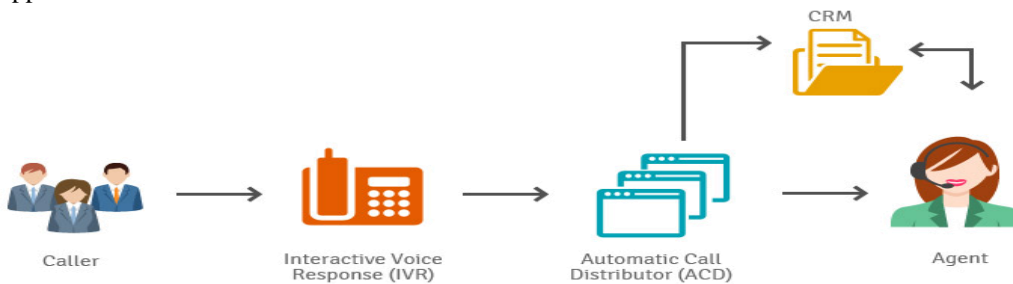 CRM
Caller
Interactive Voice
Response (IVR)
Automatic Call
Distributor (ACD)
Agent